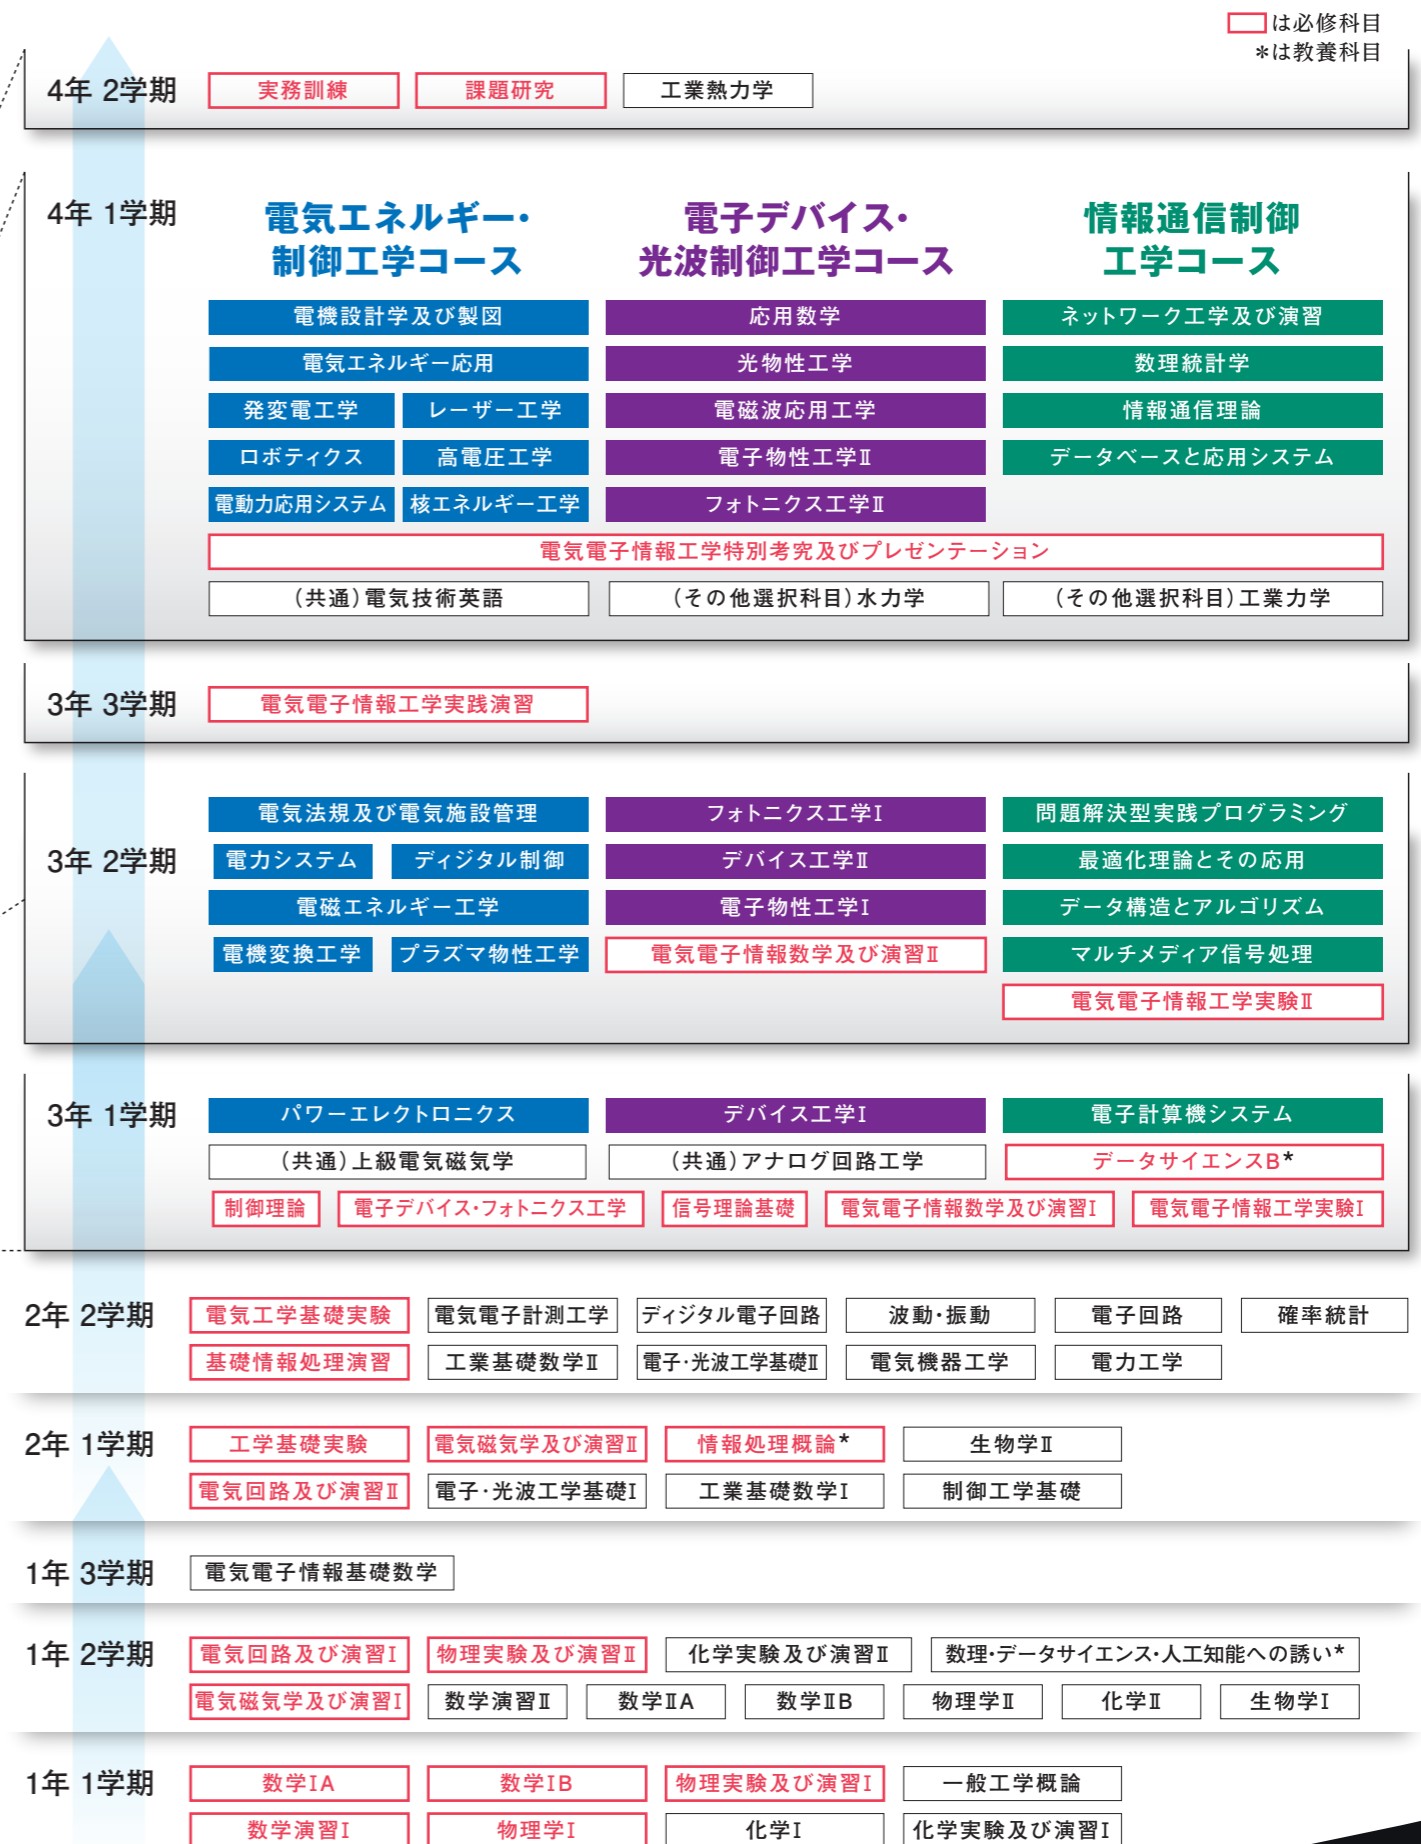 は必修科目
*は教養科目
4年 2学期
実務訓練
課題研究
工業熱力学
4年 1学期
電気エネルギー・
制御工学コース
電子デバイス・
光波制御工学コース
情報通信制御
工学コース
電機設計学及び製図
応用数学
ネットワーク工学及び演習
電気エネルギー応用
光物性工学
数理統計学
発変電工学
レーザー工学
電磁波応用工学
情報通信理論
ロボティクス
高電圧工学
電子物性工学Ⅱ
データベースと応用システム
電動力応用システム
核エネルギー工学
フォトニクス工学Ⅱ
電気電子情報工学特別考究及びプレゼンテーション
(共通)電気技術英語
(その他選択科目)水力学
(その他選択科目)工業力学
3年 3学期
電気電子情報工学実践演習
3年 2学期
電気法規及び電気施設管理
フォトニクス工学Ⅰ
問題解決型実践プログラミング
電力システム
ディジタル制御
デバイス工学Ⅱ
最適化理論とその応用
電磁エネルギー工学
電子物性工学Ⅰ
データ構造とアルゴリズム
電機変換工学
プラズマ物性工学
電気電子情報数学及び演習Ⅱ
マルチメディア信号処理
電気電子情報工学実験Ⅱ
3年 1学期
パワーエレクトロニクス
デバイス工学Ⅰ
電子計算機システム
(共通)上級電気磁気学
(共通)アナログ回路工学
データサイエンスB*
制御理論
電子デバイス・フォトニクス工学
信号理論基礎
電気電子情報数学及び演習Ⅰ
電気電子情報工学実験Ⅰ
2年 2学期
電気工学基礎実験
電気電子計測工学
ディジタル電子回路
波動・振動
電子回路
確率統計
基礎情報処理演習
工業基礎数学Ⅱ
電子・光波工学基礎Ⅱ
電気機器工学
電力工学
2年 1学期
工学基礎実験
電気磁気学及び演習Ⅱ
情報処理概論*
生物学Ⅱ
電気回路及び演習Ⅱ
電子・光波工学基礎Ⅰ
工業基礎数学Ⅰ
制御工学基礎
1年 3学期
電気電子情報基礎数学
1年 2学期
電気回路及び演習Ⅰ
物理実験及び演習Ⅱ
化学実験及び演習Ⅱ
数理・データサイエンス・人工知能への誘い*
電気磁気学及び演習Ⅰ
数学演習Ⅱ
数学ⅡA
数学ⅡB
物理学Ⅱ
化学Ⅱ
生物学Ⅰ
1年 1学期
数学ⅠA
数学ⅠB
物理実験及び演習Ⅰ
一般工学概論
数学演習Ⅰ
物理学Ⅰ
化学Ⅰ
化学実験及び演習Ⅰ